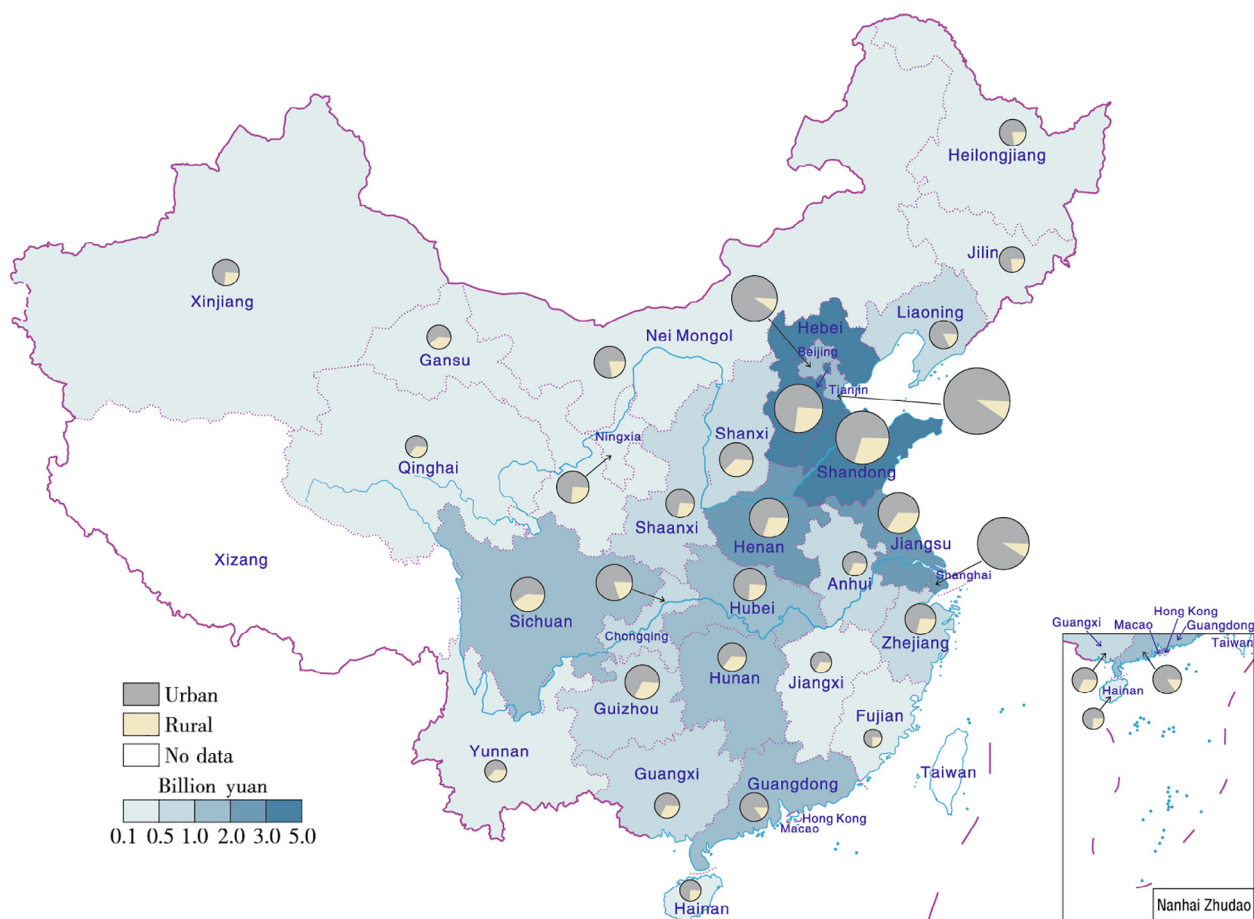 Heilongjiang
Jilin
Xinjiang
Liaoning
Hebei
Nei Mongol
Gansu
Beijing
Tianjin
Ningxia
Shanxi
Qinghai
Shandong
Shaanxi
Henan
Jiangsu
Xizang
Anhui
Shanghai
Hubei
Sichuan
Chongqing
Zhejiang
Hong Kong
Guangxi
Macao
Guangdong
Taiwan
Hunan
Jiangxi
Hainan
Urban
Guizhou
Rural
Fujian
No data
Yunnan
Taiwan
Guangxi
Guangdong
Billion yuan
Hong Kong
Macao
0.1 0.5 1.0 2.0 3.0 5.0
Hainan
Nanhai Zhudao